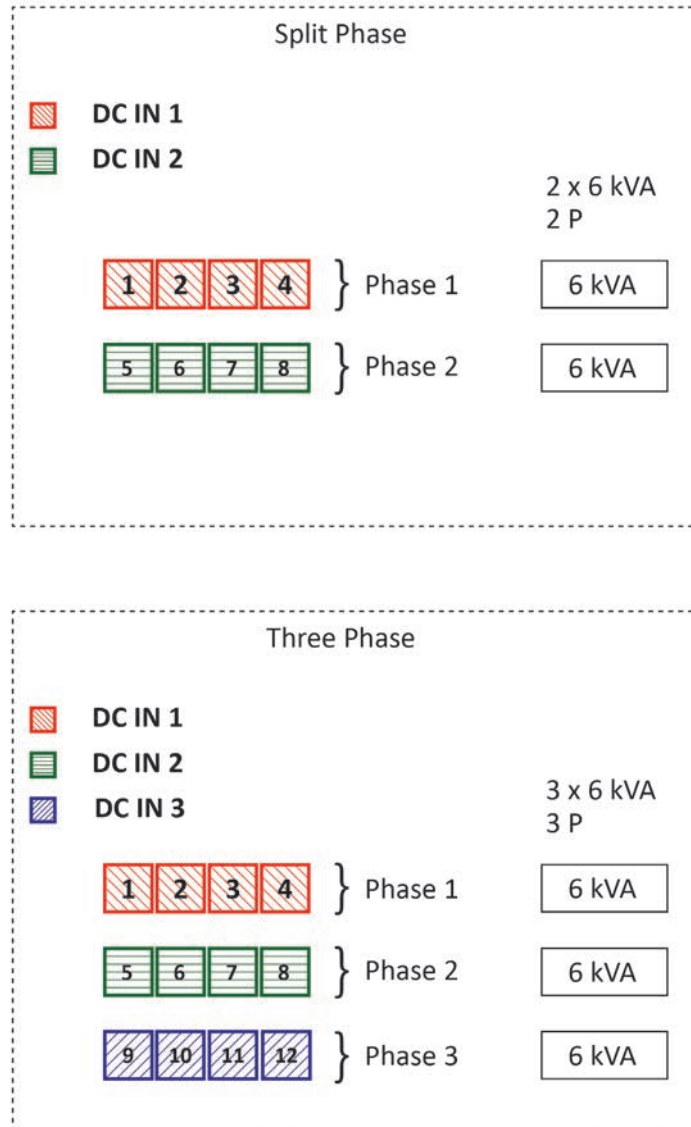 Split Phase
DC IN 1
DC IN 2
2 x 6 kVA
2 P
1 2 3 4 } Phase 1 6 kVA
5 6 7 8 } Phase 2 6 kVA
Three Phase
DC IN 1
DC IN 2
DC IN 3
3 x 6 kVA
3 P
1 2 3 4 } Phase 1 6 kVA
5 6 7 8 } Phase 2 6 kVA
9 10 11 12 } Phase 3 6 kVA